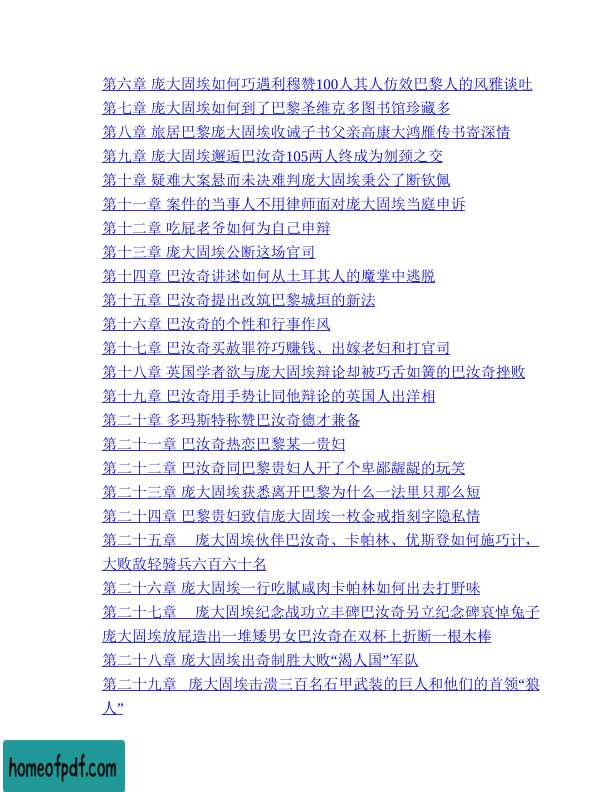 第六章 庞大固埃如何巧遇利穆赞100人其人仿效巴黎人的风雅谈吐
第七章 庞大固埃如何到了巴黎圣维克多图书馆珍藏多
第八章 旅居巴黎庞大固埃收诫子书父亲高康大鸿雁传书寄深情
第九章 庞大固埃邂逅巴汝奇105两人终成为刎颈之交
第十章 疑难大案悬而未决难判庞大固埃秉公了断钦佩
第十一章 案件的当事人不用律师面对庞大固埃当庭申诉
第十二章 吃屁老爷如何为自己申辩
第十三章 庞大固埃公断这场官司
第十四章 巴汝奇讲述如何从土耳其人的魔掌中逃脱
第十五章 巴汝奇提出改筑巴黎城垣的新法
第十六章 巴汝奇的个性和行事作风
第十七章 巴汝奇买赦罪符巧赚钱、出嫁老妇和打官司
第十八章 英国学者欲与庞大固埃辩论却被巧舌如簧的巴汝奇挫败
第十九章 巴汝奇用手势让同他辩论的英国人出洋相
第二十章 多玛斯特称赞巴汝奇德才兼备
第二十一章 巴汝奇热恋巴黎某一贵妇
第二十二章 巴汝奇同巴黎贵妇人开了个卑鄙龌龊的玩笑
第二十三章 庞大固埃获悉离开巴黎为什么一法里只那么短
第二十四章 巴黎贵妇致信庞大固埃一枚金戒指刻字隐私情
第二十五章 庞大固埃伙伴巴汝奇、卡帕林、优斯登如何施巧计，
大败敌轻骑兵六百六十名
第二十六章 庞大固埃一行吃腻咸肉卡帕林如何出去打野味
第二十七章 庞大固埃纪念战功立丰碑巴汝奇另立纪念碑哀悼兔子
庞大固埃放屁造出一堆矮男女巴汝奇在双杯上折断一根木棒
第二十八章 庞大固埃出奇制胜大败“渴人国”军队
第二十九章 庞大固埃击溃三百名石甲武装的巨人和他们的首领“狼
人”
homeofpdf.com